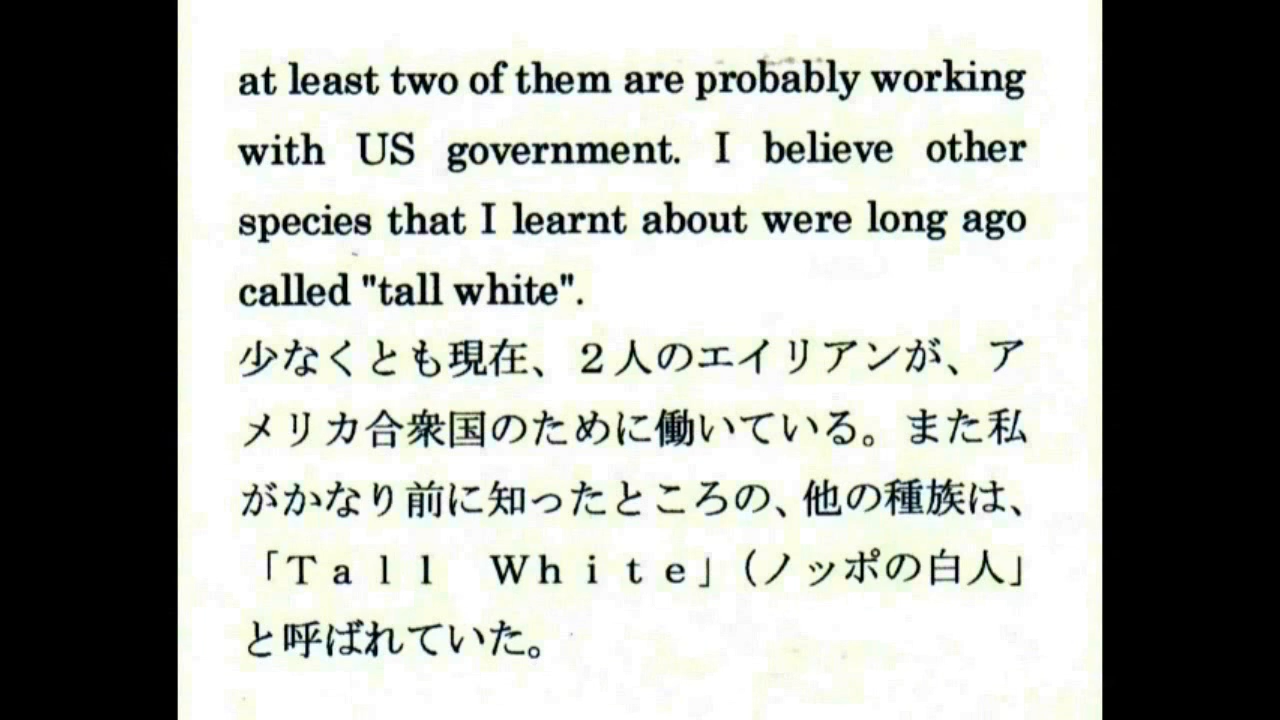 at least two of them are probably working
with US government. I believe other
species that I learnt about were long ago
called "tall white".
少なくとも現在、２人のエイリアンが、ア
メリカ合衆国のために働いている。また私
がかなり前に知ったところの、他の種族は、
「Ｔａｌｌ　Ｗｈｉｔｅ」（ノッポの白人」
と呼ばれていた。